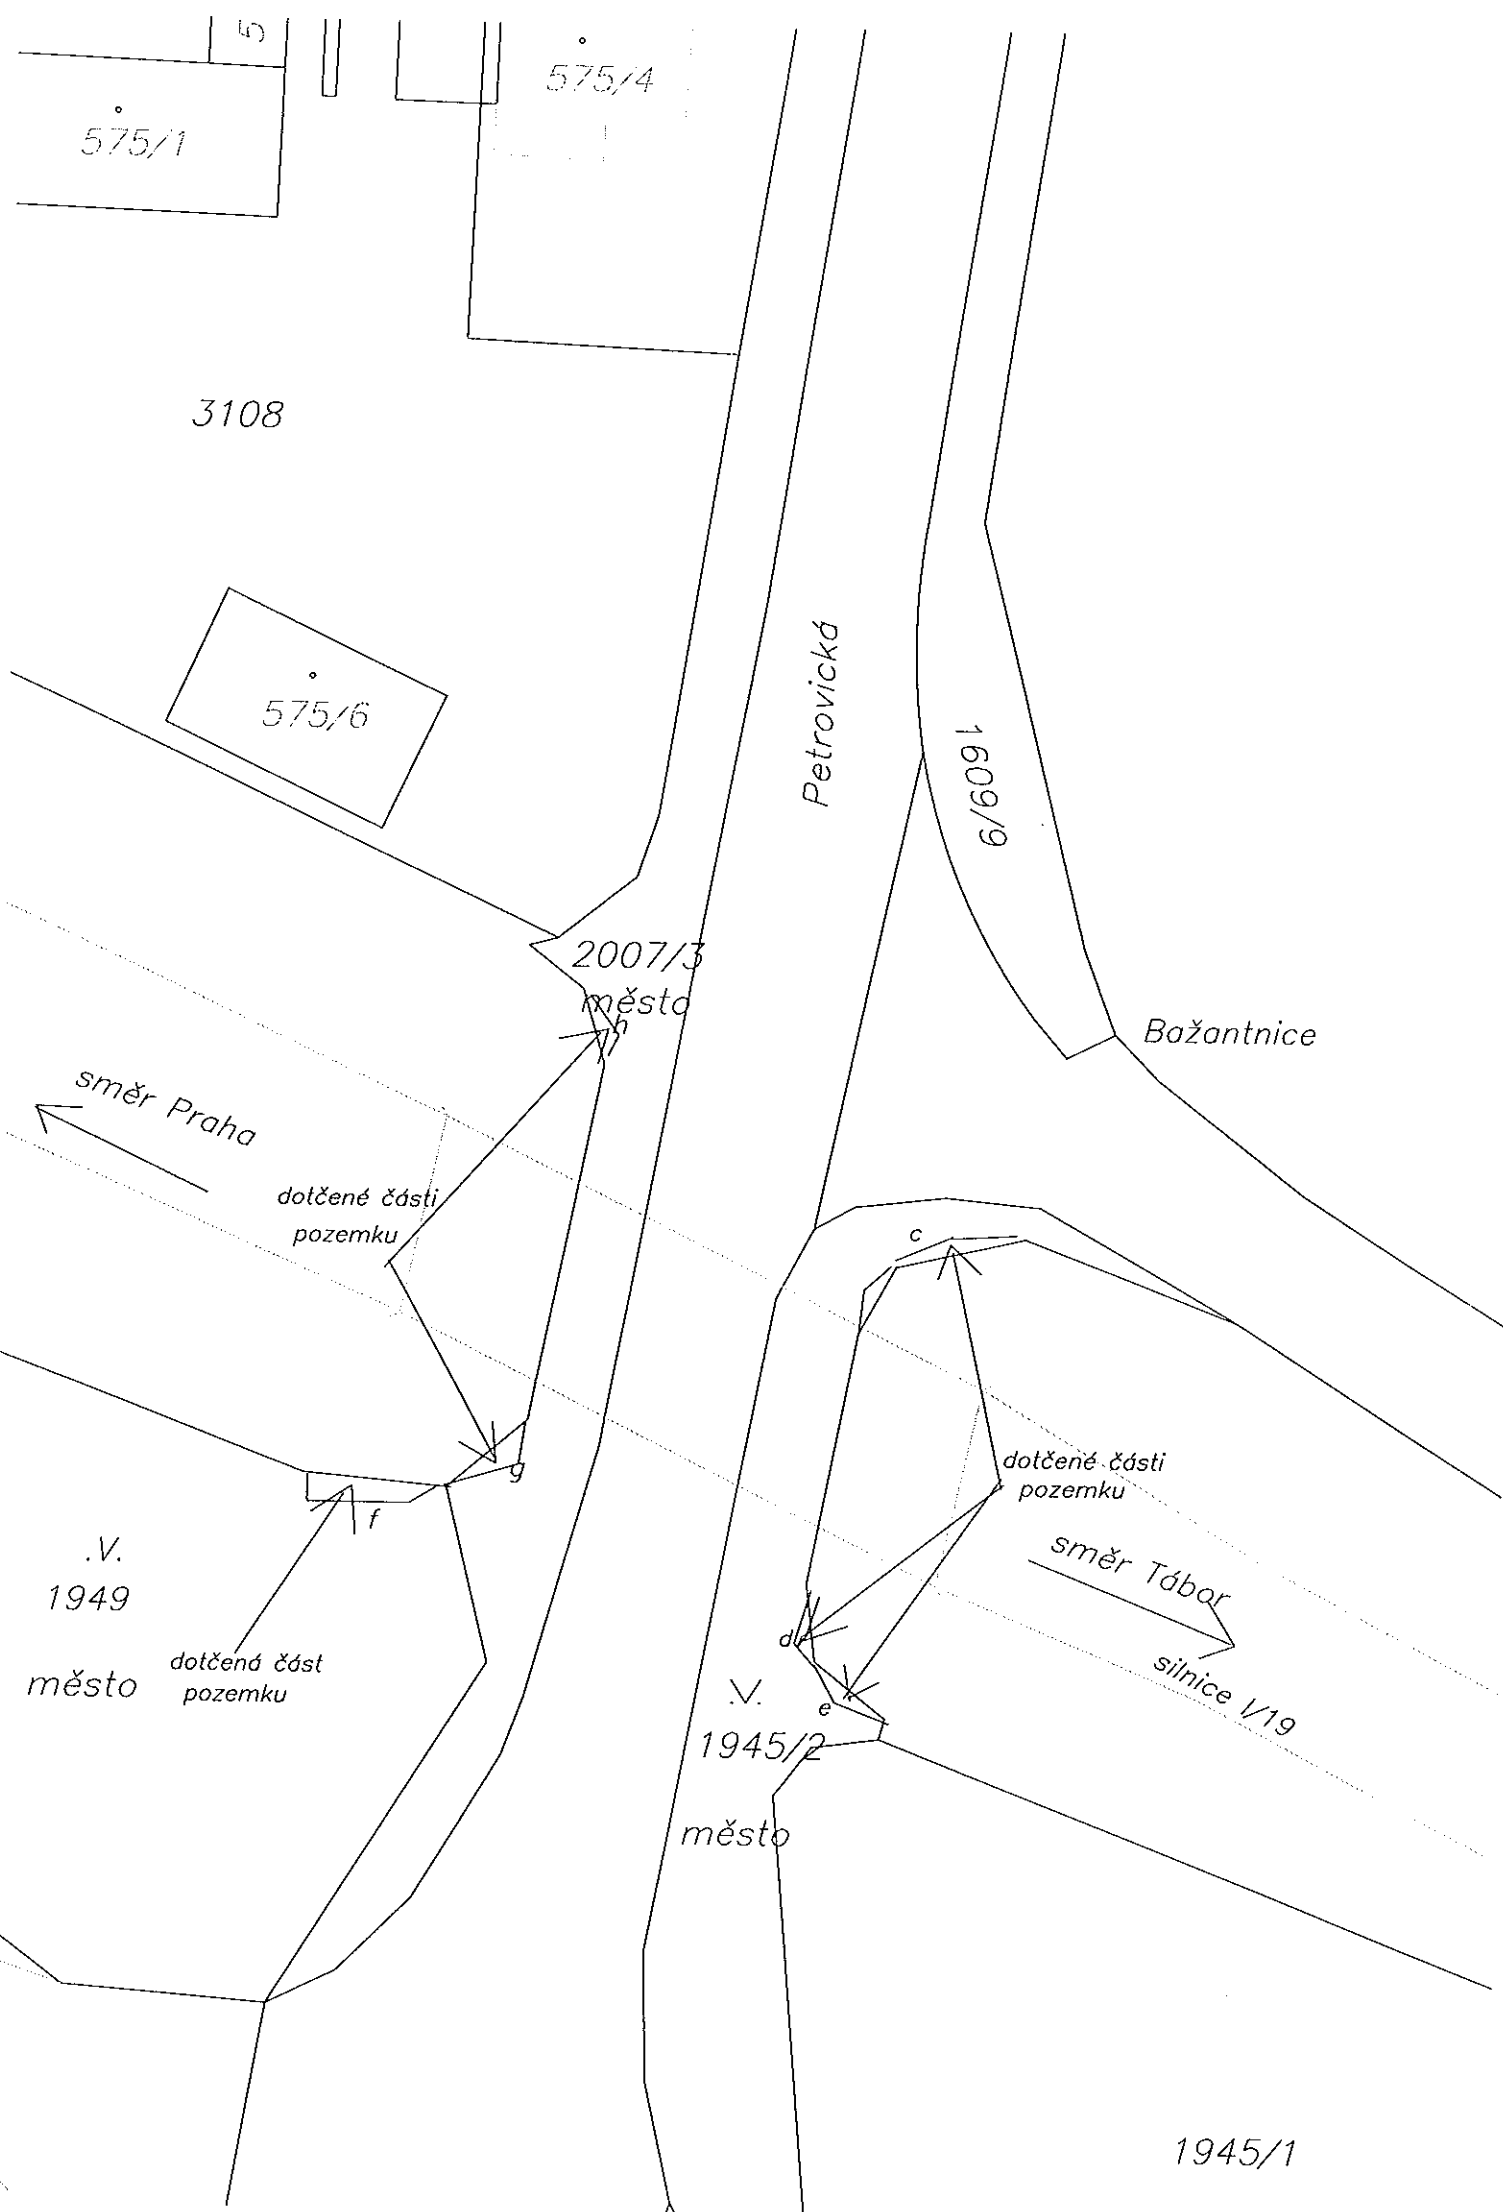 5
575/4
575/1
3108
575/6
Petrovická
1609/9
2007/3
město
h
Bažantnice
směr Praha
dotčené části
pozemku
c
dotčené části
pozemku
g
f
směr Tábor
.V.
1949
město
dotčená část
pozemku
d
e
silnice I/19
.V.
1945/2
město
1945/1